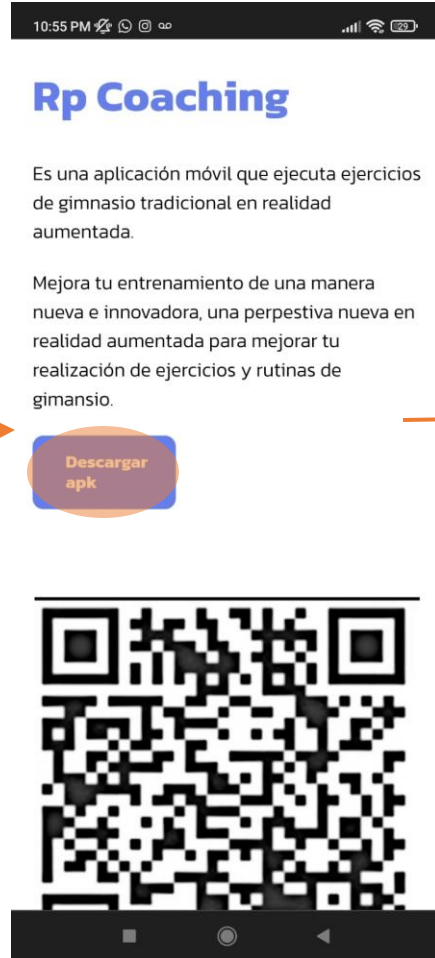 10:55 PM
29
Rp Coaching
Es una aplicación móvil que ejecuta ejercicios
de gimnasio tradicional en realidad
aumentada.
Mejora tu entrenamiento de una manera
nueva e innovadora, una perpestiva nueva en
realidad aumentada para mejorar tu
realización de ejercicios y rutinas de
gimansio.
Descargar
apk